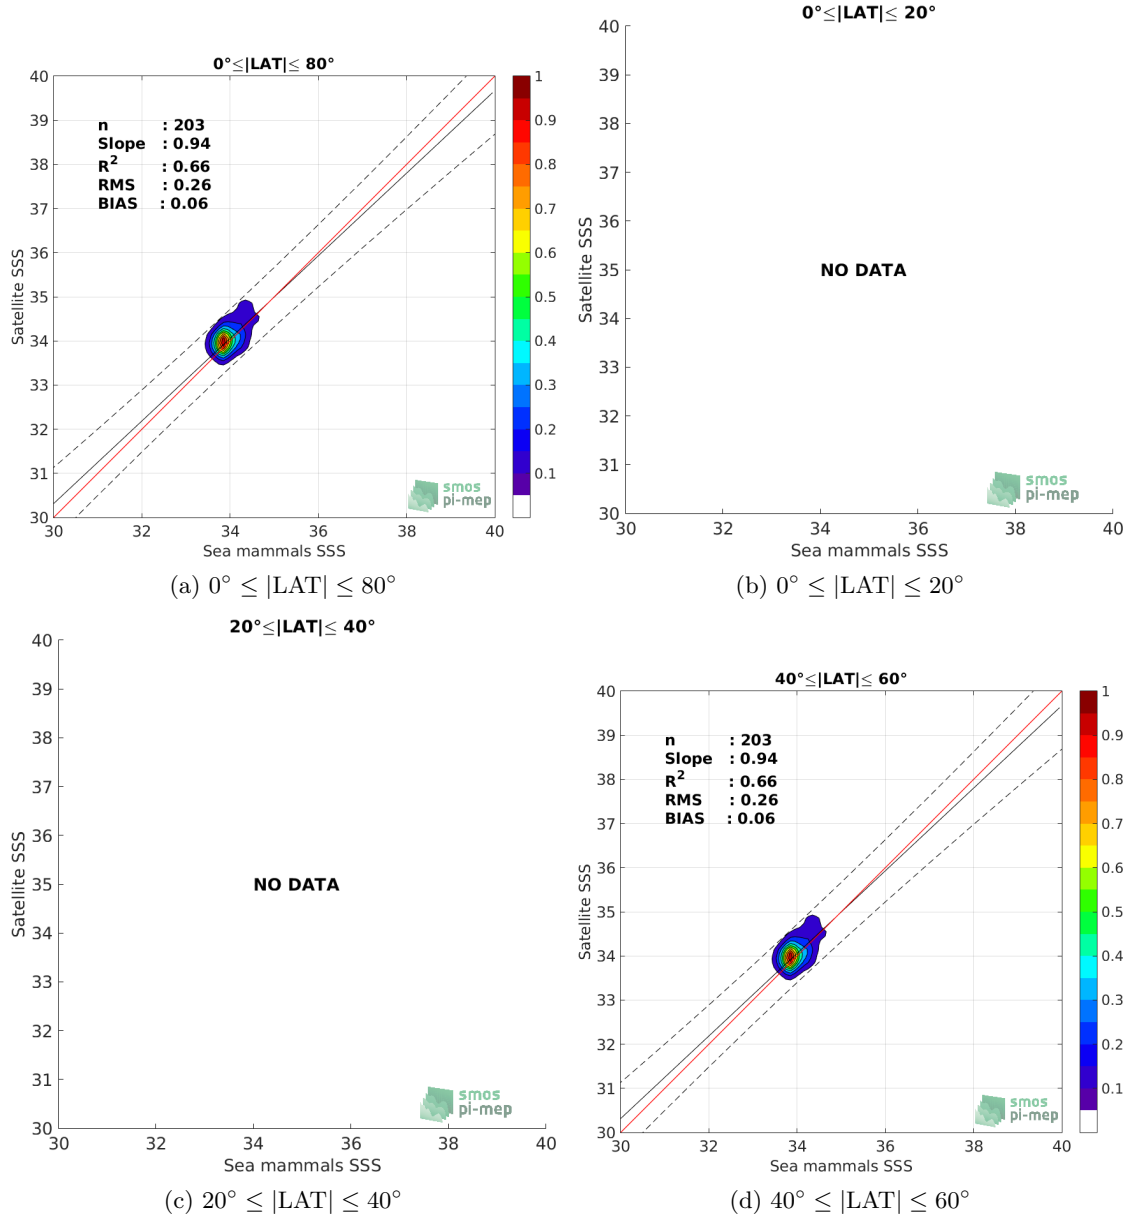 0°≤|LAT|≤ 80°
40
39
38
37
36
35
34
33
32
31
30
Satellite SSS
n : 203
Slope : 0.94
R² : 0.66
RMS : 0.26
BIAS : 0.06
smos
pi-mep
30 32 34 36 38 40
Sea mammals SSS
1
0.9
0.8
0.7
0.6
0.5
0.4
0.3
0.2
0.1
(a) 0° ≤ |LAT| ≤ 80°
0°≤|LAT|≤ 20°
40
39
38
37
36
35
34
33
32
31
30
Satellite SSS
NO DATA
smos
pi-mep
30 32 34 36 38 40
Sea mammals SSS
(b) 0° ≤ |LAT| ≤ 20°
20°≤|LAT|≤ 40°
40
39
38
37
36
35
34
33
32
31
30
Satellite SSS
NO DATA
smos
pi-mep
30 32 34 36 38 40
Sea mammals SSS
(c) 20° ≤ |LAT| ≤ 40°
40°≤|LAT|≤ 60°
40
39
38
37
36
35
34
33
32
31
30
Satellite SSS
n : 203
Slope : 0.94
R² : 0.66
RMS : 0.26
BIAS : 0.06
smos
pi-mep
30 32 34 36 38 40
Sea mammals SSS
1
0.9
0.8
0.7
0.6
0.5
0.4
0.3
0.2
0.1
(d) 40° ≤ |LAT| ≤ 60°